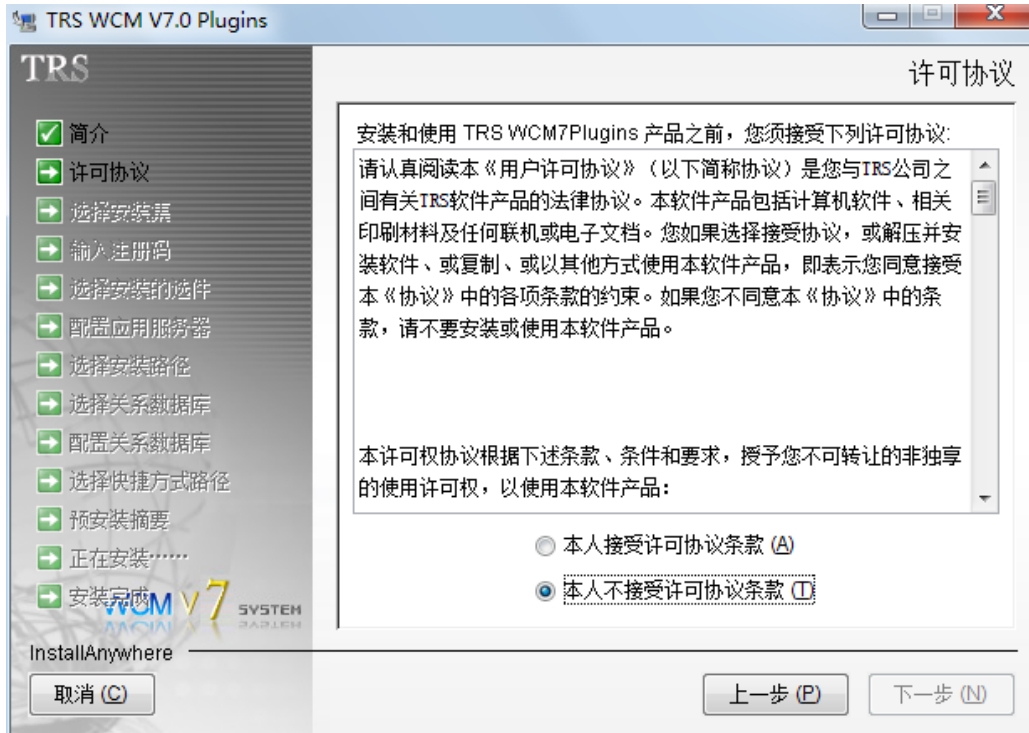 TRS WCM V7.0 Plugins
TRS
许可协议
简介
许可协议
选择安装集
输入注册码
选择安装的选件
配置应用服务器
选择安装路径
选择关系数据库
配置关系数据库
选择快捷方式路径
预安装摘要
正在安装……
安装完成
WCM V7 SYSTEM
安装和使用 TRS WCM7Plugins 产品之前，您须接受下列许可协议:
请认真阅读本《用户许可协议》（以下简称协议）是您与TRS公司之
间有关TRS软件产品的法律协议。本软件产品包括计算机软件、相关
印刷材料及任何联机或电子文档。您如果选择接受协议，或解压并安
装软件、或复制、或以其他方式使用本软件产品，即表示您同意接受
本《协议》中的各项条款的约束。如果您不同意本《协议》中的条
款，请不要安装或使用本软件产品。
本许可权协议根据下述条款、条件和要求，授予您不可转让的非独享
的使用许可权，以使用本软件产品：
本人接受许可协议条款 (A)
本人不接受许可协议条款 (T)
InstallAnywhere
取消 (C)
上一步 (P)
下一步 (N)